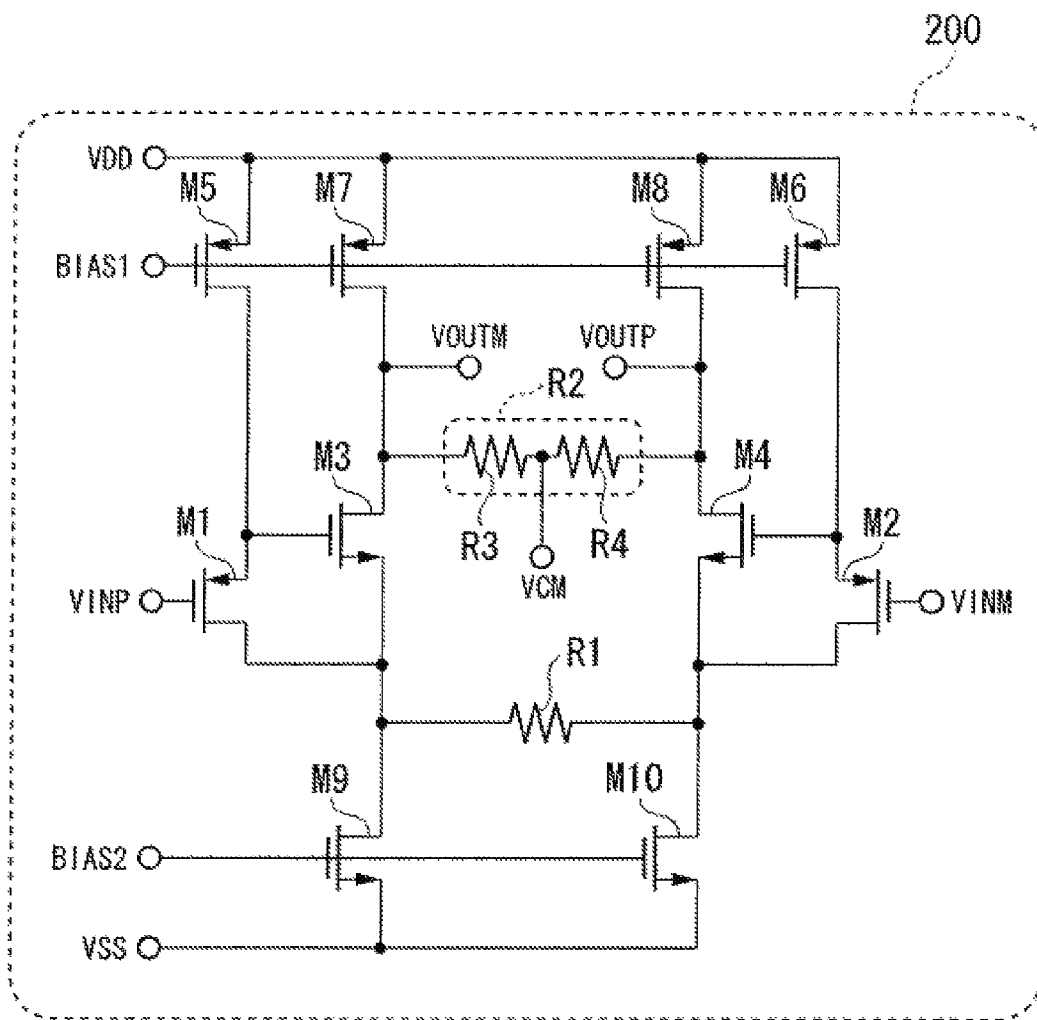 200
VDD
M5
M7
M8
M6
BIAS1
VOUTM
VOUTP
R2
M3
M4
M1
R3
R4
M2
VINP
VCM
VINM
R1
M9
M10
BIAS2
VSS